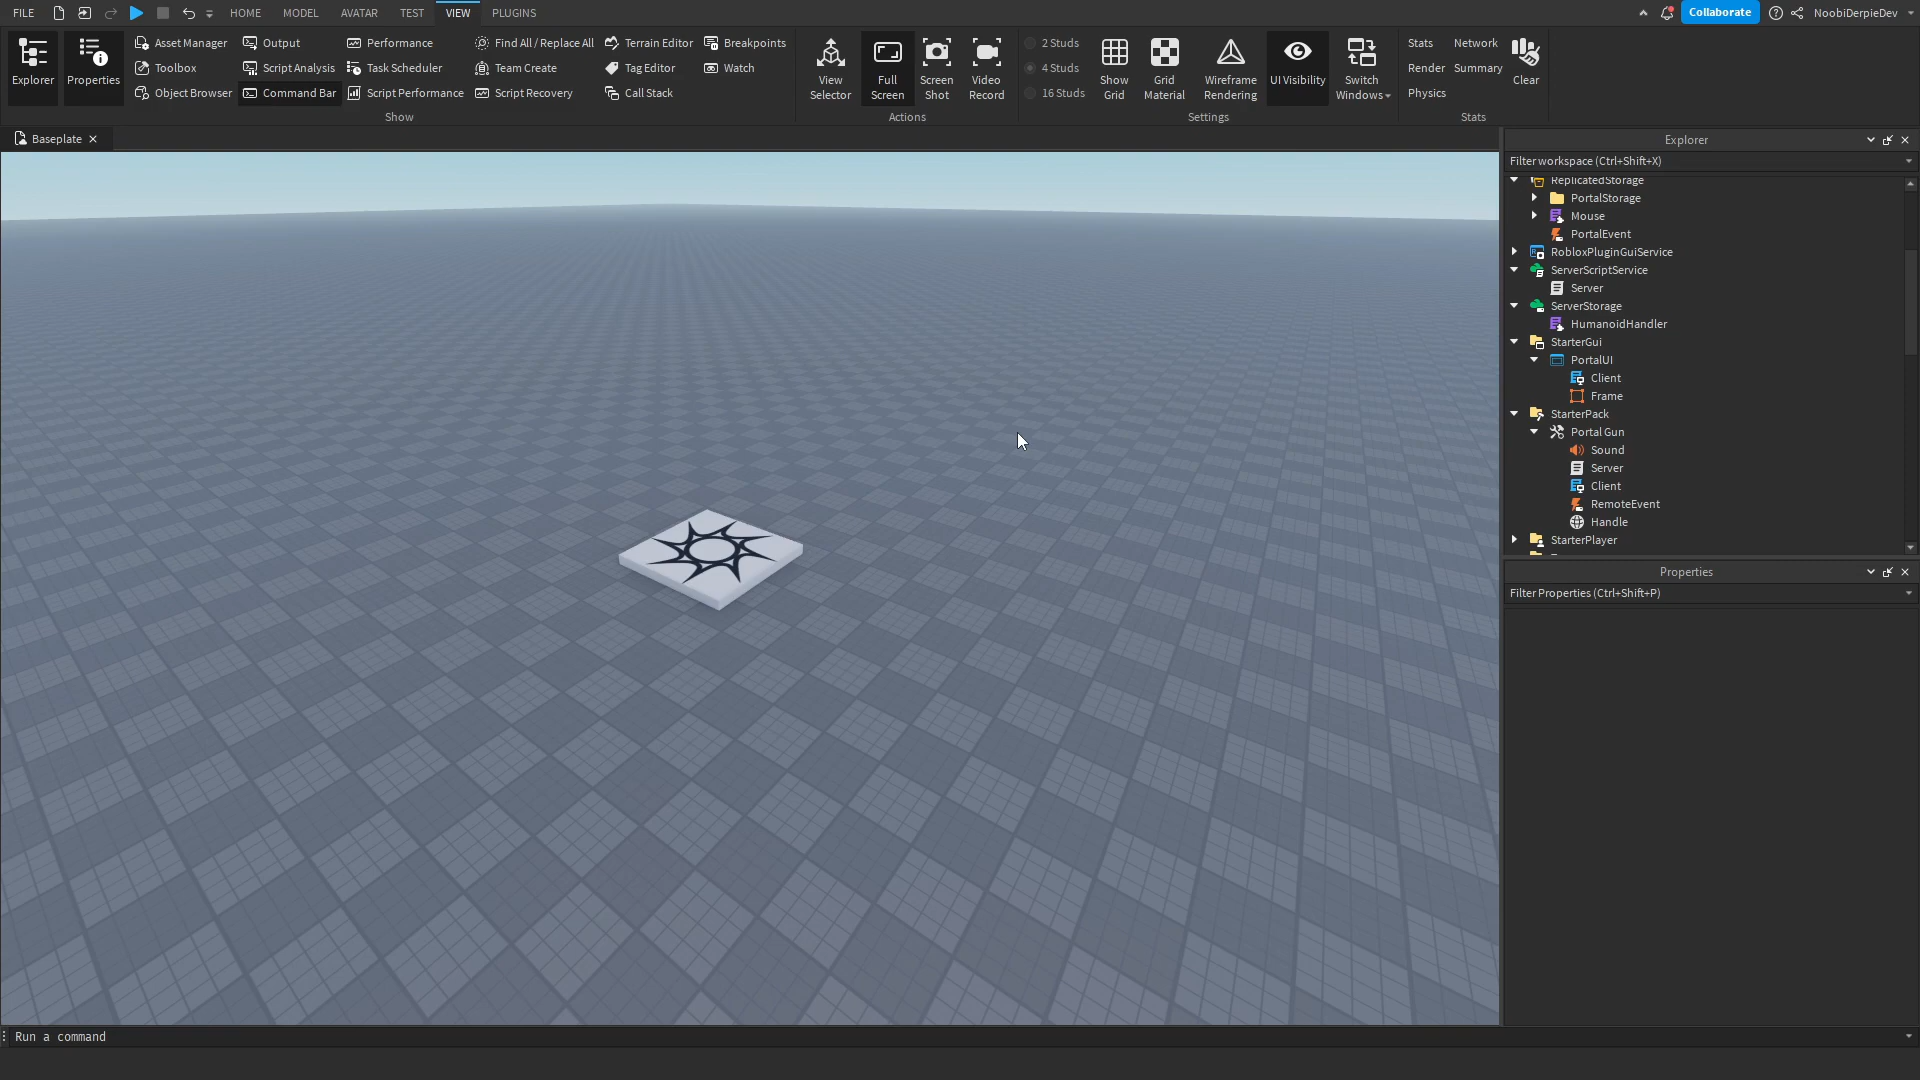 FILE HOME MODEL AVATAR TEST VIEW PLUGINS Collaborate NoobiDerpieDev
Explorer
Properties
Asset Manager Output Performance Find All / Replace All Terrain Editor Breakpoints
Toolbox Script Analysis Task Scheduler Team Create Tag Editor Watch
Object Browser Command Bar Script Performance Script Recovery Call Stack
Show
View Selector
Full Screen
Screen Shot
Video Record
Actions
2 Studs
4 Studs
16 Studs
Show Grid
Grid Material
Wireframe Rendering
UI Visibility
Switch Windows
Settings
Stats Network
Render Summary
Physics
Clear
Stats
Baseplate
Explorer
Filter workspace (Ctrl+Shift+X)
ReplicatedStorage
PortalStorage
Mouse
PortalEvent
RobloxPluginGuiService
ServerScriptService
Server
ServerStorage
HumanoidHandler
StarterGui
PortalUI
Client
Frame
StarterPack
Portal Gun
Sound
Server
Client
RemoteEvent
Handle
StarterPlayer
Properties
Filter Properties (Ctrl+Shift+P)
Run a command